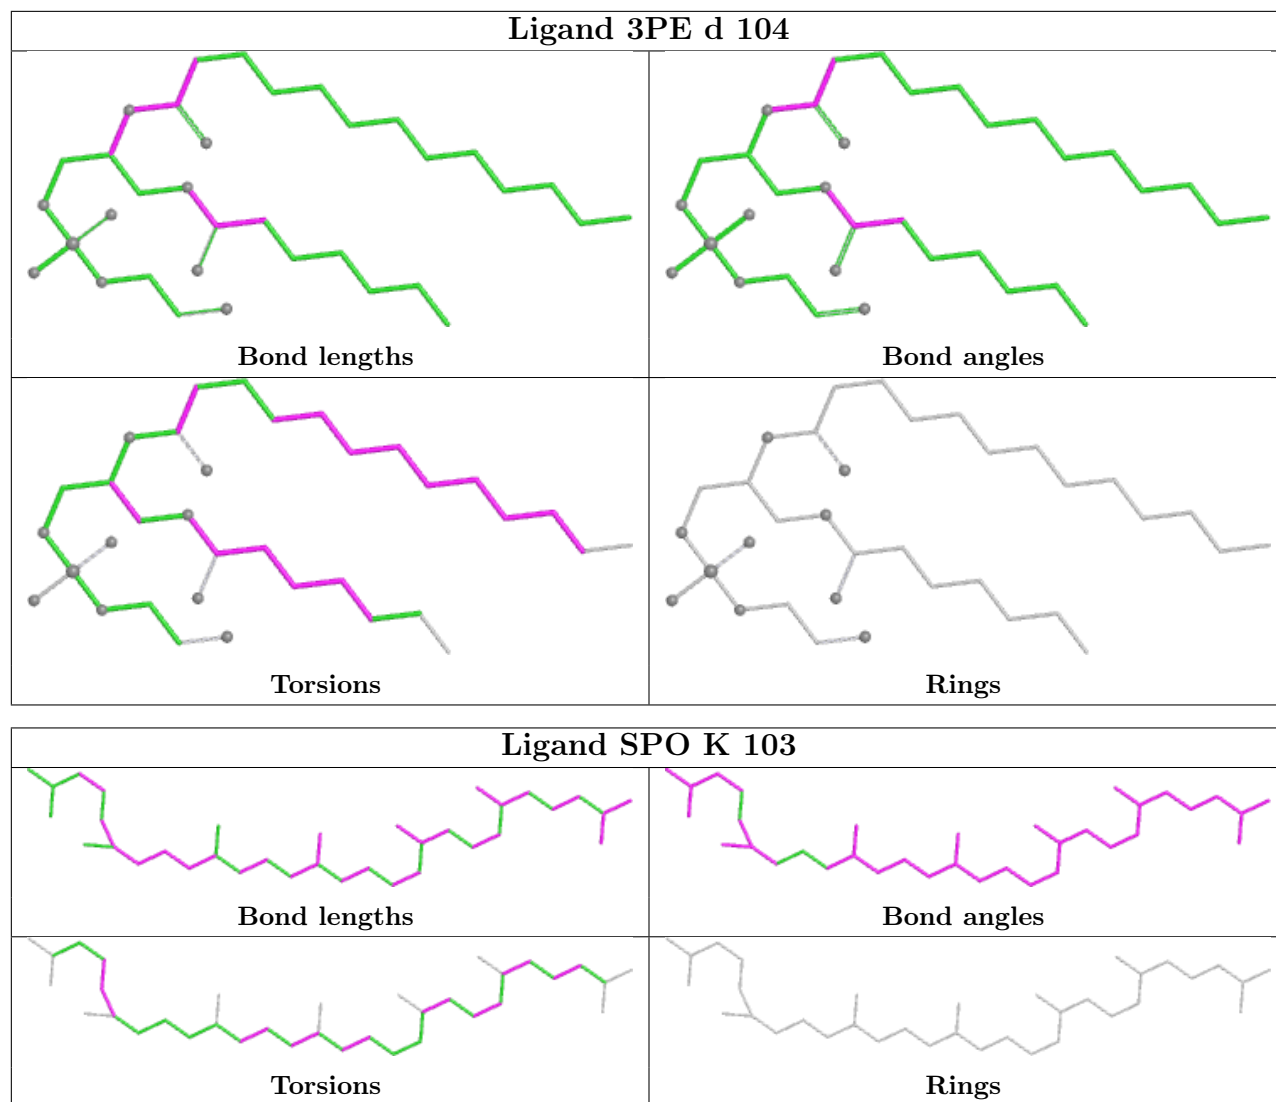 Ligand 3PE d 104
Bond lengths
Bond angles
Torsions
Rings
Ligand SPO K 103
Bond lengths
Bond angles
Torsions
Rings